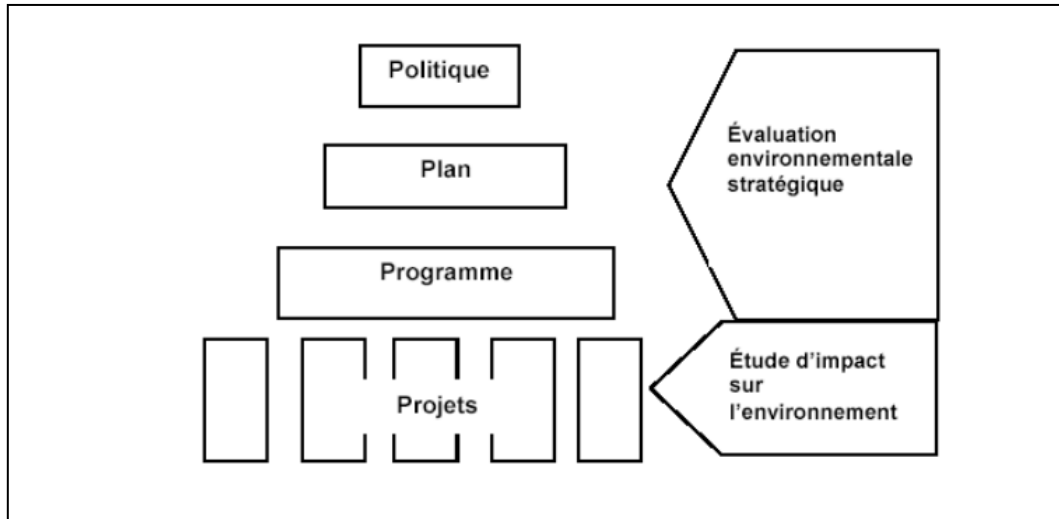 Politique
Plan
Programme
Projets
Évaluation
environnementale
stratégique
Étude d'impact
sur
l'environnement